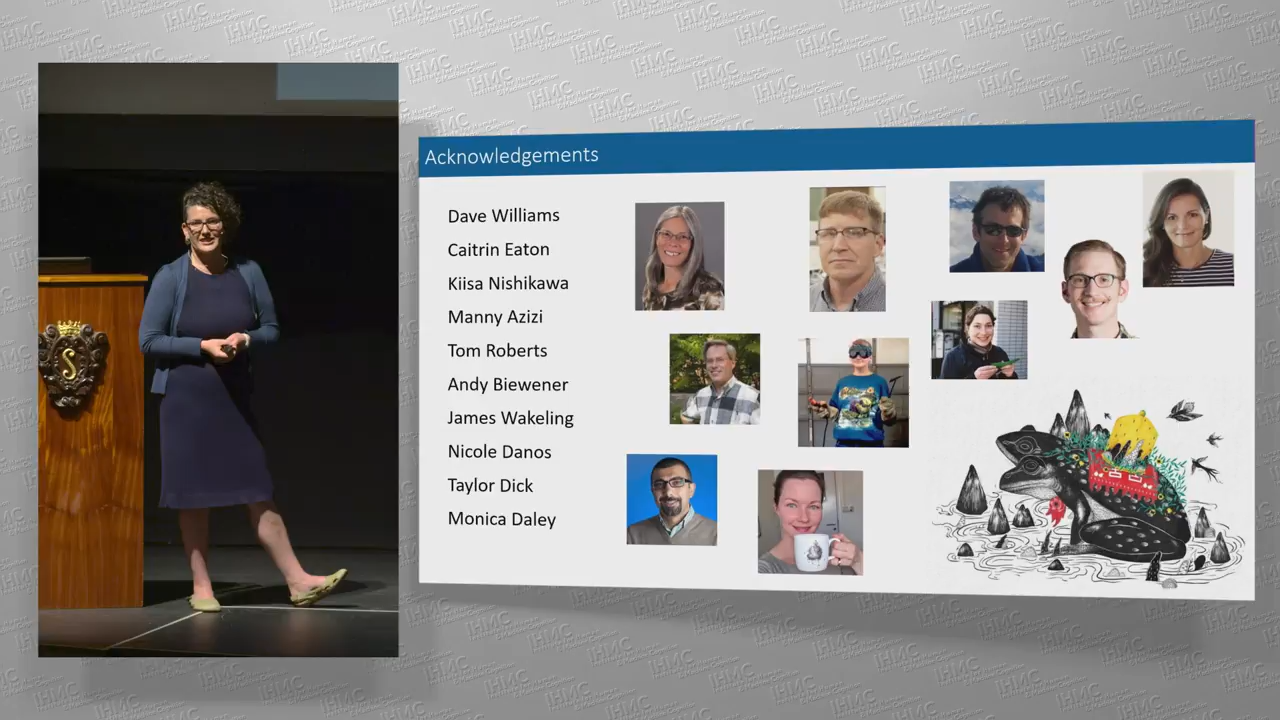 Acknowledgements
Dave Williams
Caitrin Eaton
Kiisa Nishikawa
Manny Azizi
Tom Roberts
Andy Biewener
James Wakeling
Nicole Danos
Taylor Dick
Monica Daley
S
IHMC